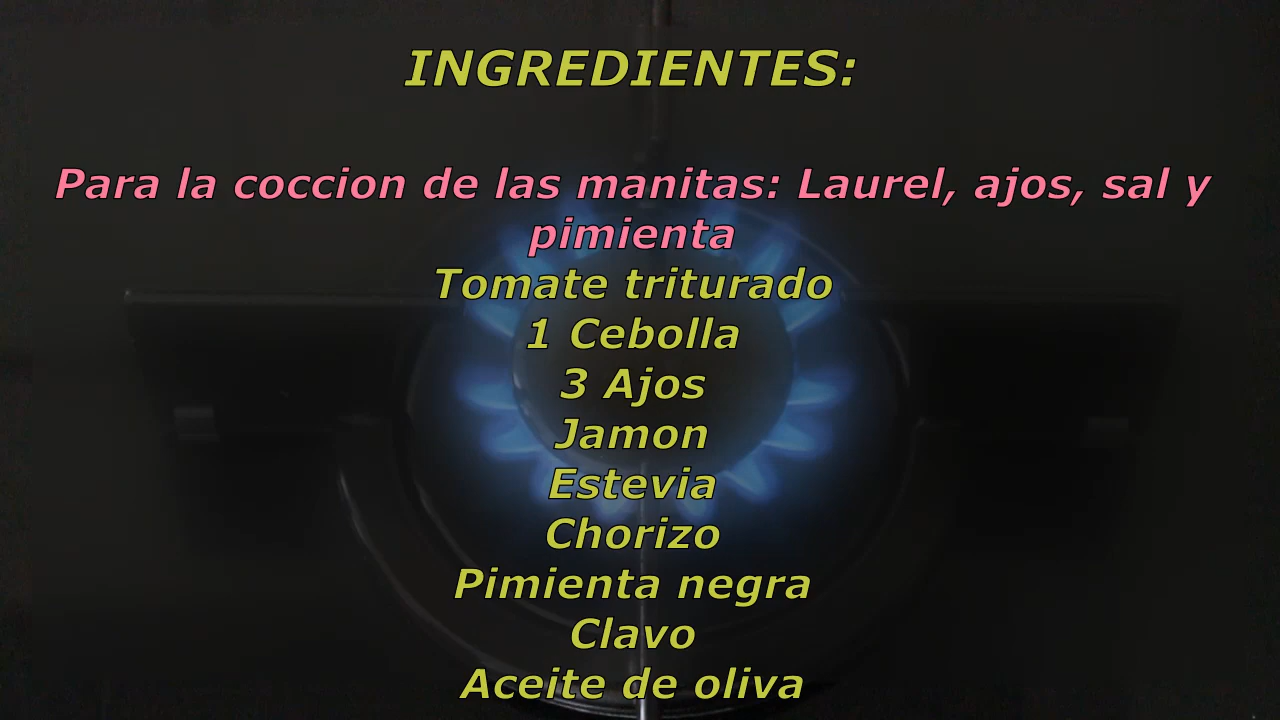 INGREDIENTES:
Para la coccion de las manitas: Laurel, ajos, sal y
pimienta
Tomate triturado
1 Cebolla
3 Ajos
Jamon
Estevia
Chorizo
Pimienta negra
Clavo
Aceite de oliva